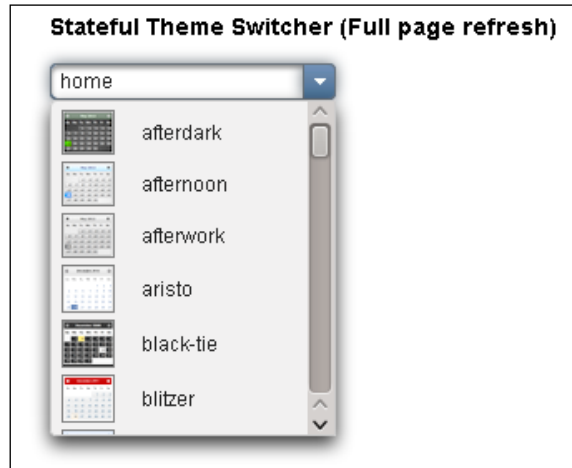 Stateful Theme Switcher (Full page refresh)
home
afterdark
afternoon
afterwork
aristo
black-tie
blitzer